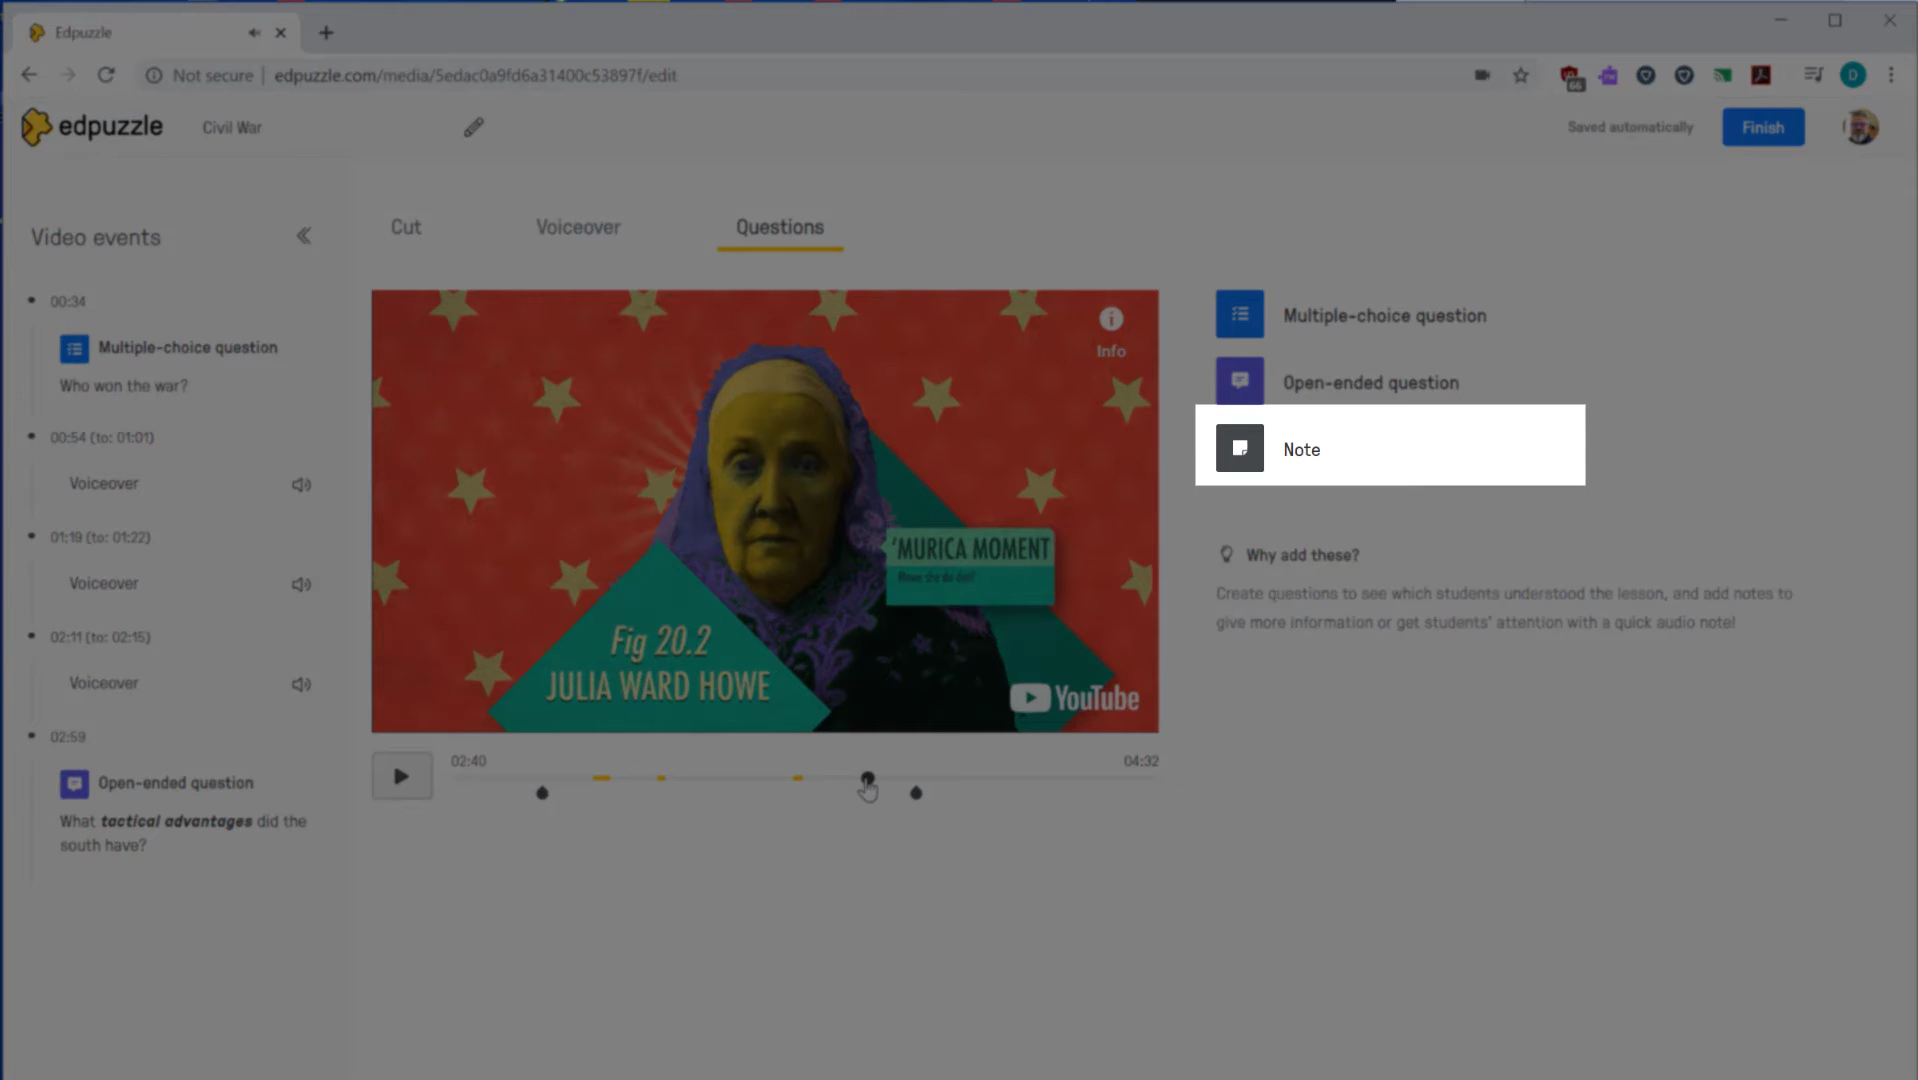 Edpuzzle
Not secure | edpuzzle.com/media/5edac0a9fd6a31400c53897f/edit
66
D
edpuzzle
Civil War
Saved automatically
Finish
Video events
00:34
Multiple-choice question
Who won the war?
00:54 (to: 01:01)
Voiceover
01:19 (to: 01:22)
Voiceover
02:11 (to: 02:15)
Voiceover
02:59
Open-ended question
What tactical advantages did the
south have?
Cut
Voiceover
Questions
Info
'MURICA MOMENT
Fig 20.2
JULIA WARD HOWE
YouTube
02:40
04:32
Multiple-choice question
Open-ended question
Note
Why add these?
Create questions to see which students understood the lesson, and add notes to
give more information or get students' attention with a quick audio note!